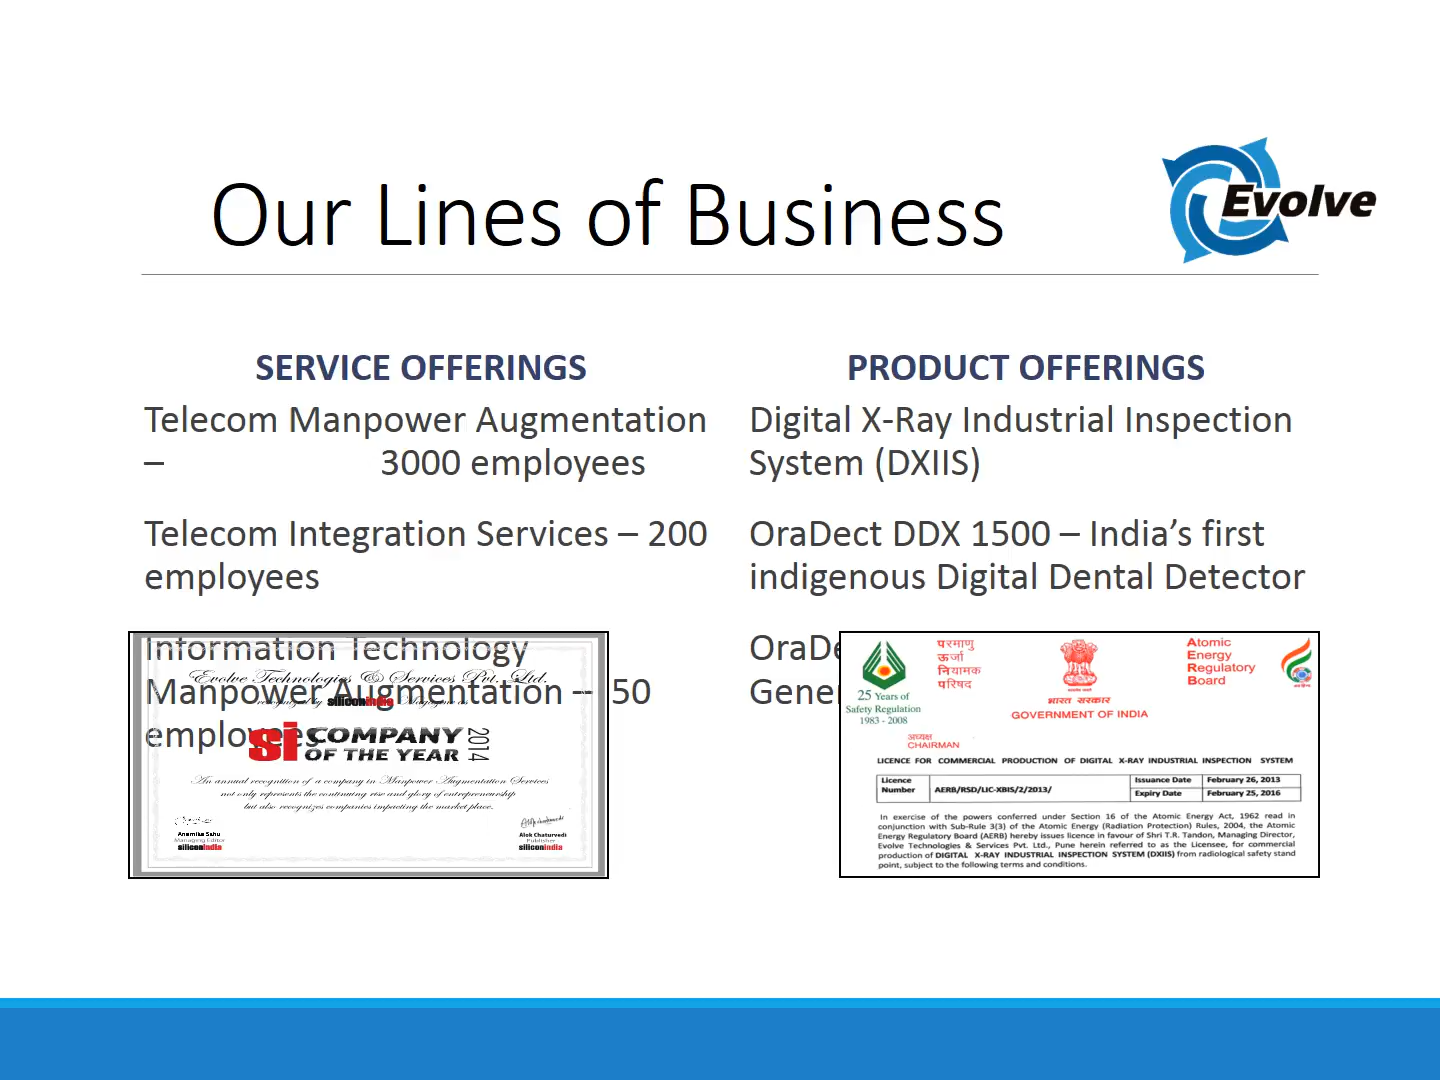 Our Lines of Business
Evolve
SERVICE OFFERINGS
Telecom Manpower Augmentation
– 3000 employees
Telecom Integration Services – 200
employees
Information Technology
Manpower Augmentation – 50
employees
Evolve Technologies & Services Pvt. Ltd.
recognized by siliconindia Magazine as
si COMPANY
OF THE YEAR 2014
An annual recognition of a company in Manpower Augmentation Services
not only represents the continuing rise and glory of entrepreneurship
but also recognizes companies impacting the market place.
Anamika Sahu
Managing Editor
siliconindia
Alok Chaturvedi
Publisher
siliconindia
PRODUCT OFFERINGS
Digital X-Ray Industrial Inspection
System (DXIIS)
OraDect DDX 1500 – India’s first
indigenous Digital Dental Detector
25 Years of
Safety Regulation
1983 - 2008
परमाणु
ऊर्जा
नियामक
परिषद
अध्यक्ष
CHAIRMAN
भारत सरकार
GOVERNMENT OF INDIA
Atomic
Energy
Regulatory
Board
LICENCE FOR COMMERCIAL PRODUCTION OF DIGITAL X-RAY INDUSTRIAL INSPECTION SYSTEM
Licence
Number
AERB/RSD/LIC-XBIS/2/2013/
Issuance Date February 26, 2013
Expiry Date February 25, 2016
In exercise of the powers conferred under Section 16 of the Atomic Energy Act, 1962 read in
conjunction with Sub-Rule 3(3) of the Atomic Energy (Radiation Protection) Rules, 2004, the Atomic
Energy Regulatory Board (AERB) hereby issues licence in favour of Shri T.R. Tandon, Managing Director,
Evolve Technologies & Services Pvt. Ltd., Pune herein referred to as the Licensee, for commercial
production of DIGITAL X-RAY INDUSTRIAL INSPECTION SYSTEM (DXIIS) from radiological safety stand
point, subject to the following terms and conditions.